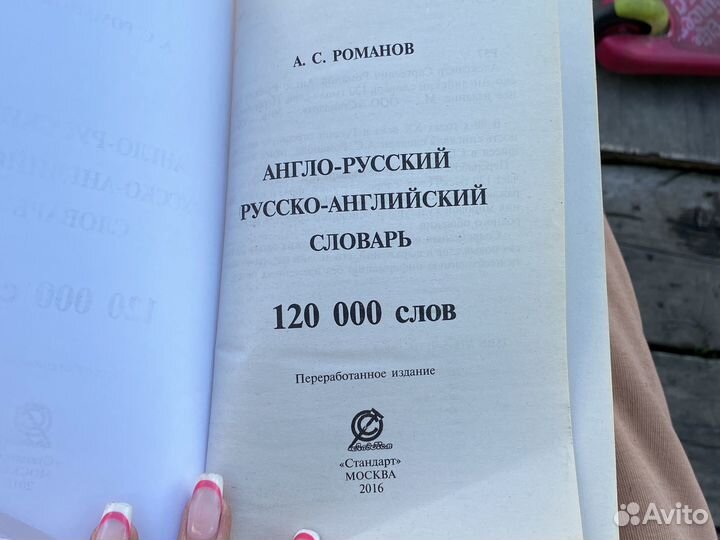 А. С. РОМАНОВ
АНГЛО-РУССКИЙ
РУССКО-АНГЛИЙСКИЙ
СЛОВАРЬ
120 000 слов
Переработанное издание
«Стандарт»
МОСКВА
2016
Avito